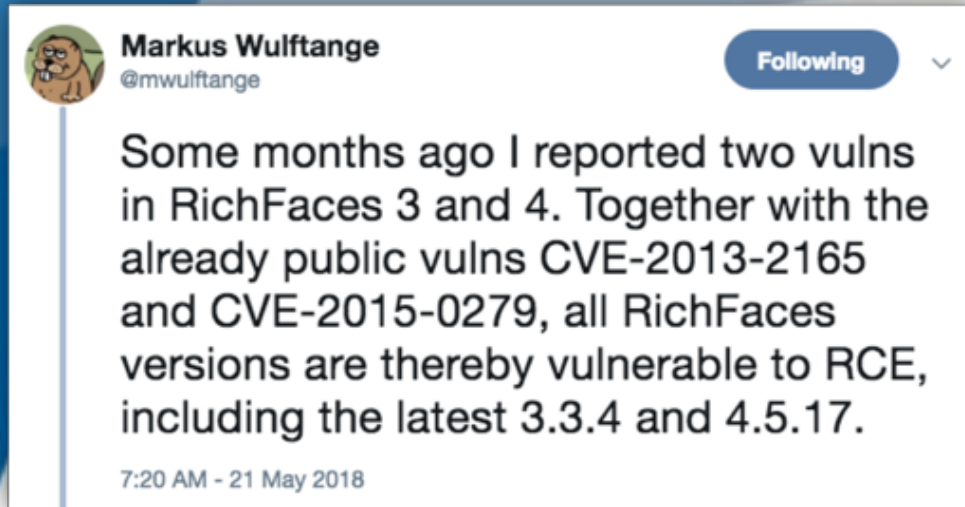 Markus Wulftange
@mwulftange
Following
Some months ago I reported two vulns
in RichFaces 3 and 4. Together with the
already public vulns CVE-2013-2165
and CVE-2015-0279, all RichFaces
versions are thereby vulnerable to RCE,
including the latest 3.3.4 and 4.5.17.
7:20 AM - 21 May 2018